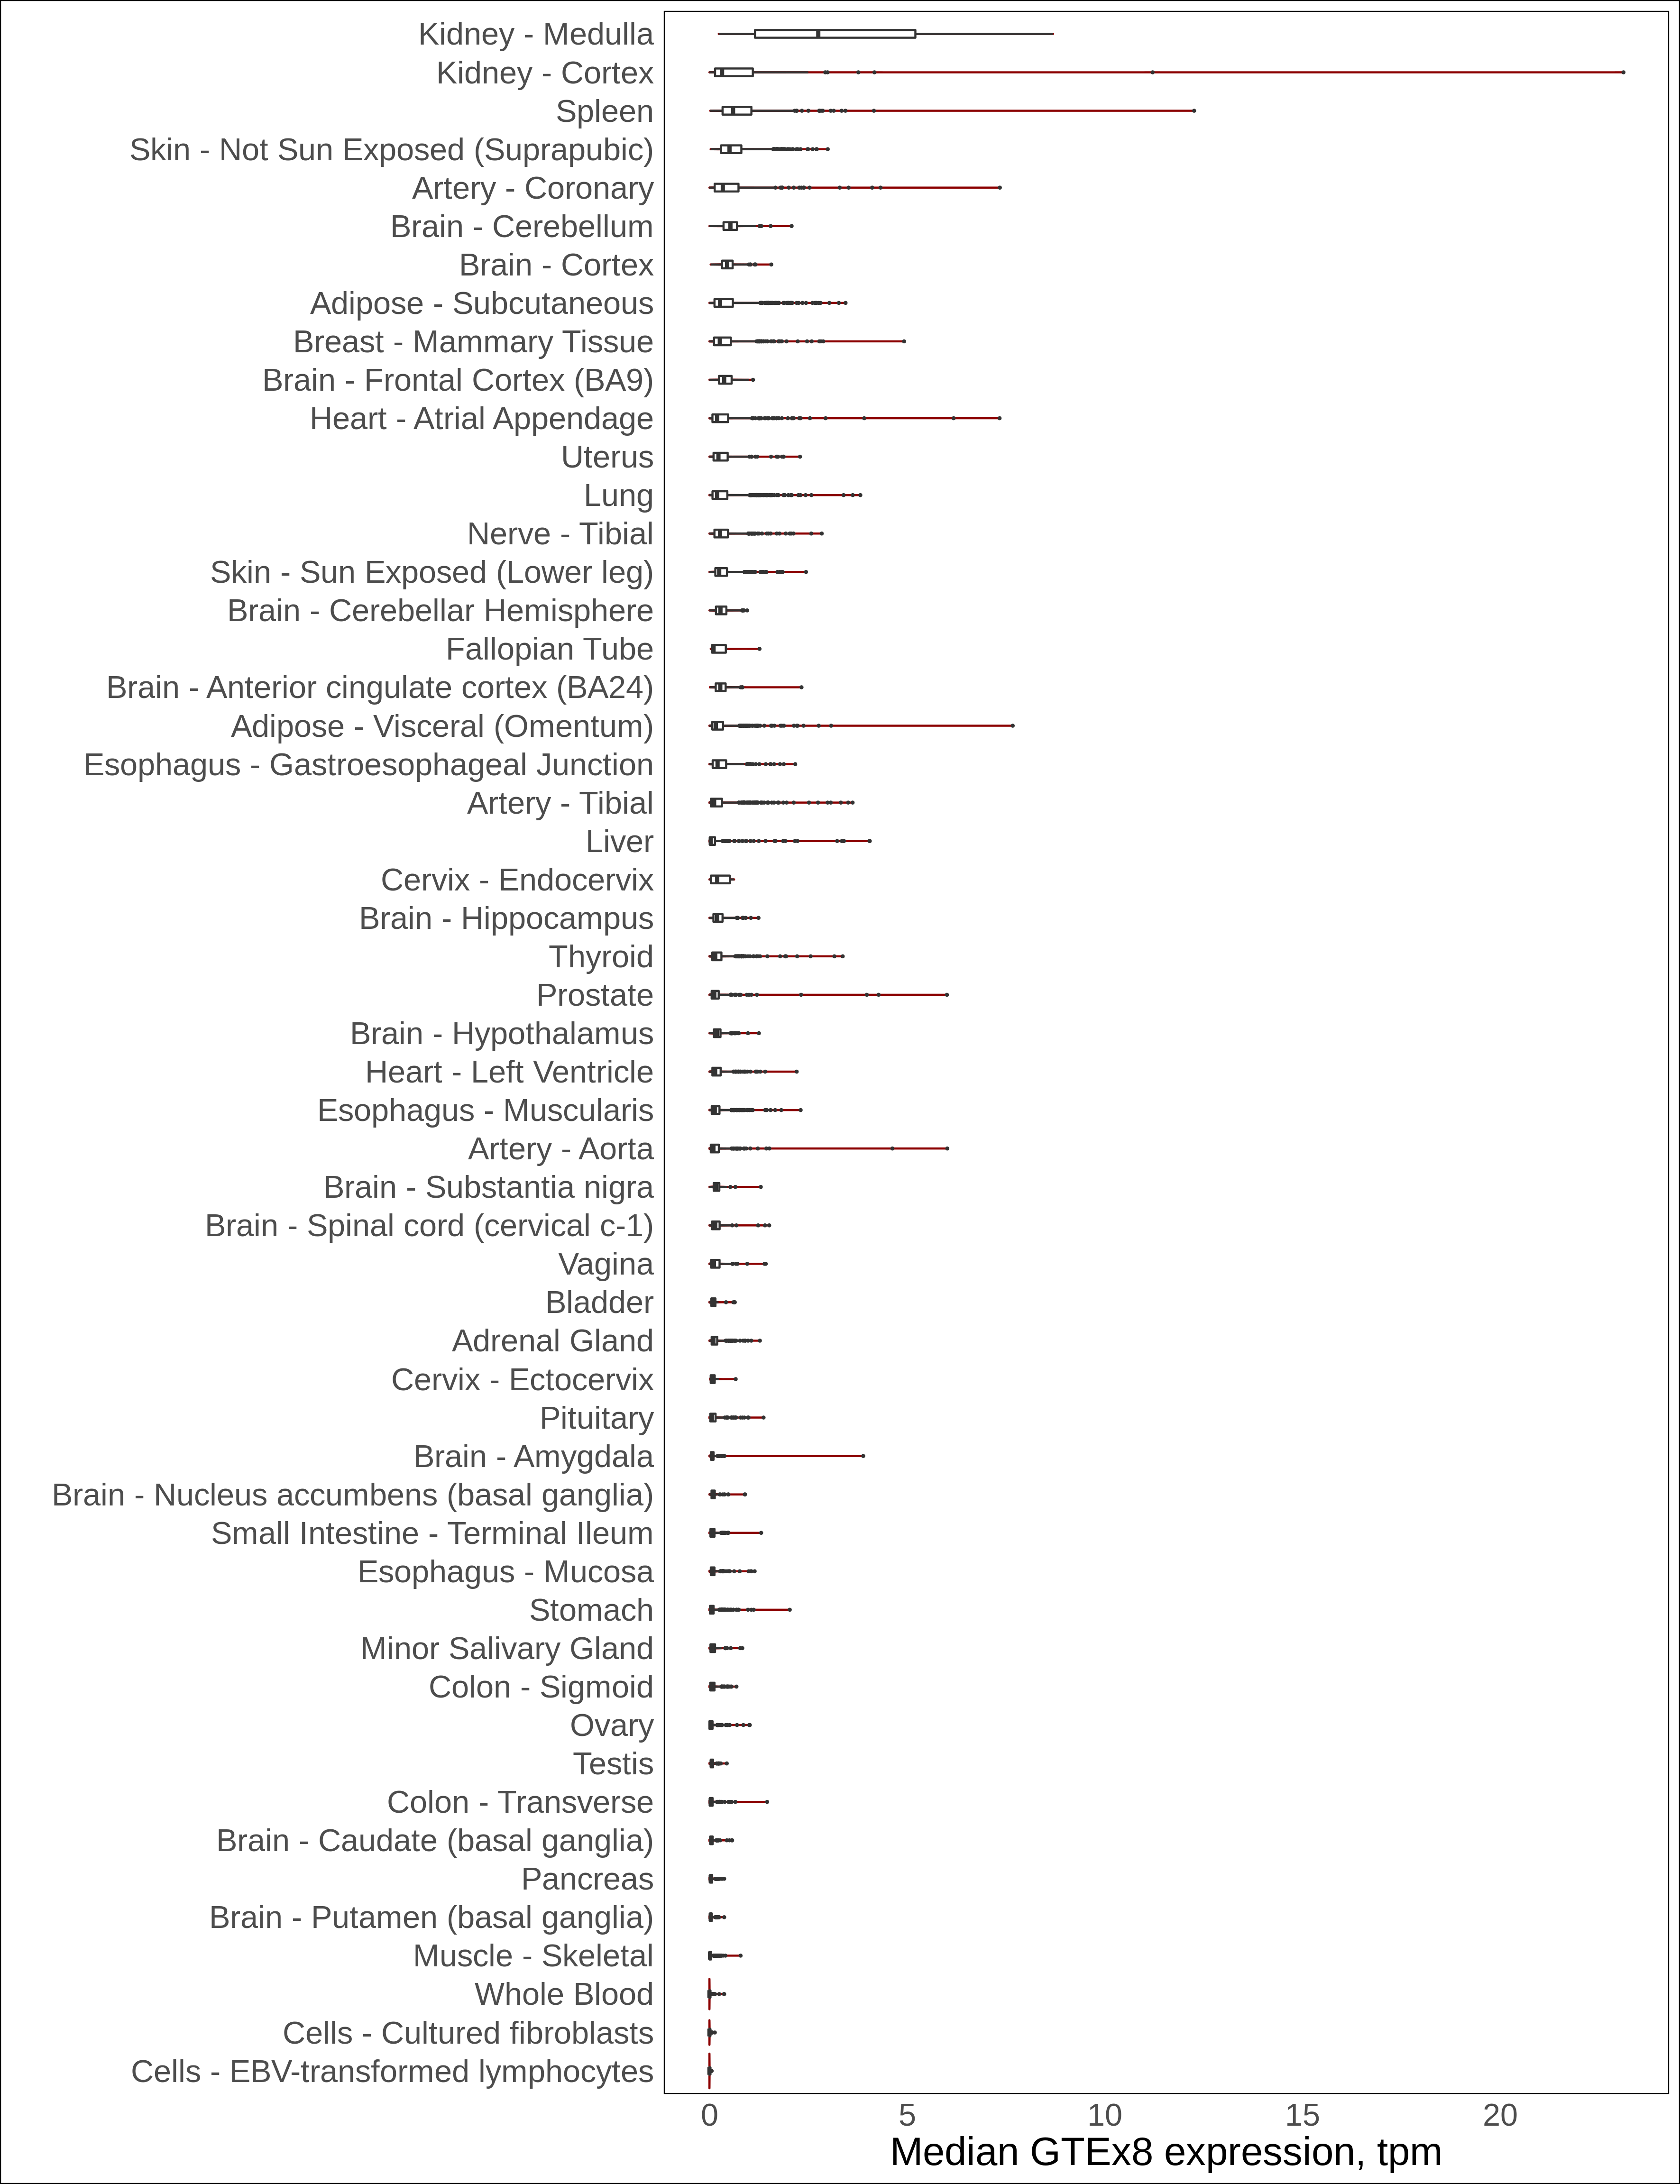 Kidney - Medulla
Kidney - Cortex
Spleen
Skin - Not Sun Exposed (Suprapubic)
Artery - Coronary
Brain - Cerebellum
Brain - Cortex
Adipose - Subcutaneous
Breast - Mammary Tissue
Brain - Frontal Cortex (BA9)
Heart - Atrial Appendage
Uterus
Lung
Nerve - Tibial
Skin - Sun Exposed (Lower leg)
Brain - Cerebellar Hemisphere
Fallopian Tube
Brain - Anterior cingulate cortex (BA24)
Adipose - Visceral (Omentum)
Esophagus - Gastroesophageal Junction
Artery - Tibial
Liver
Cervix - Endocervix
Brain - Hippocampus
Thyroid
Prostate
Brain - Hypothalamus
Heart - Left Ventricle
Esophagus - Muscularis
Artery - Aorta
Brain - Substantia nigra
Brain - Spinal cord (cervical c-1)
Vagina
Bladder
Adrenal Gland
Cervix - Ectocervix
Pituitary
Brain - Amygdala
Brain - Nucleus accumbens (basal ganglia)
Small Intestine - Terminal Ileum
Esophagus - Mucosa
Stomach
Minor Salivary Gland
Colon - Sigmoid
Ovary
Testis
Colon - Transverse
Brain - Caudate (basal ganglia)
Pancreas
Brain - Putamen (basal ganglia)
Muscle - Skeletal
Whole Blood
Cells - Cultured fibroblasts
Cells - EBV-transformed lymphocytes
0 5 10 15 20
Median GTEx8 expression, tpm